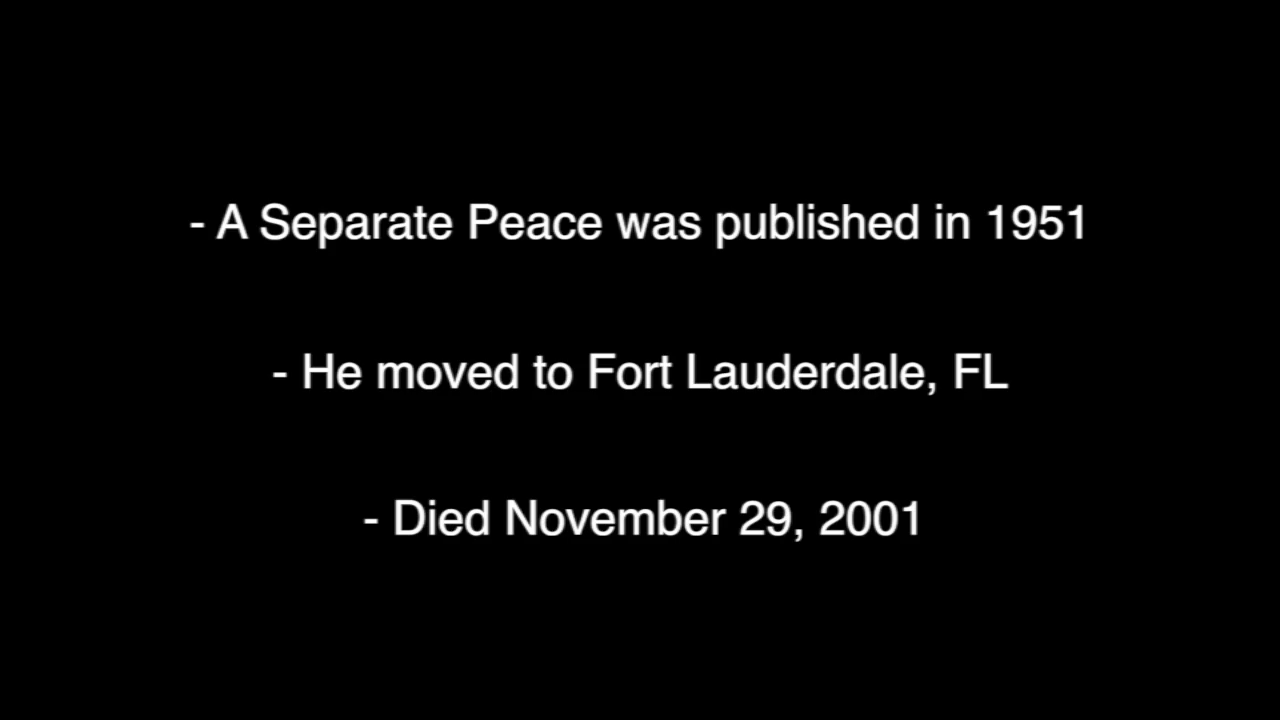 - A Separate Peace was published in 1951
- He moved to Fort Lauderdale, FL
- Died November 29, 2001